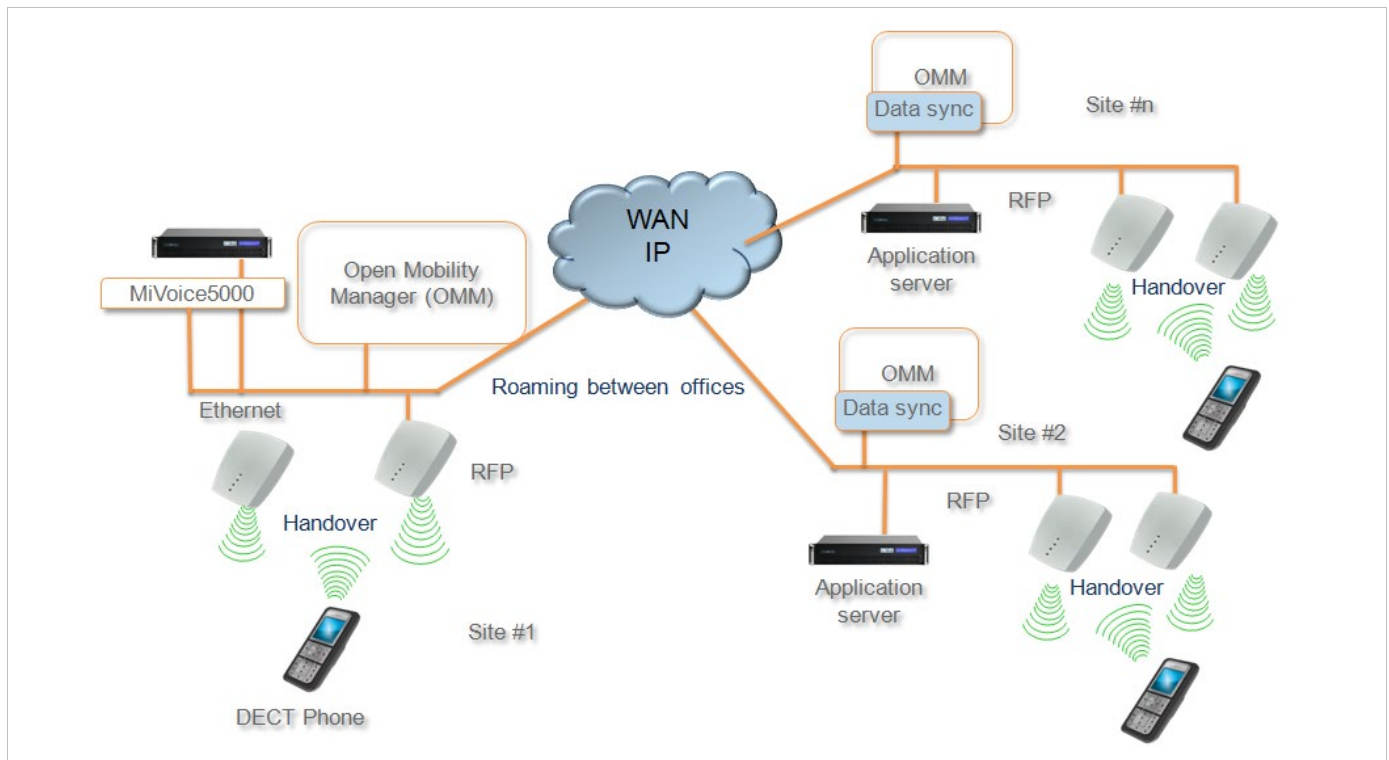 OMM
Data sync
Site #n
WAN
IP
RFP
Application
server
Handover
Open Mobility
Manager (OMM)
MiVoice5000
Ethernet
Roaming between offices
OMM
Data sync
Site #2
RFP
RFP
Handover
Application
server
Handover
Site #1
DECT Phone